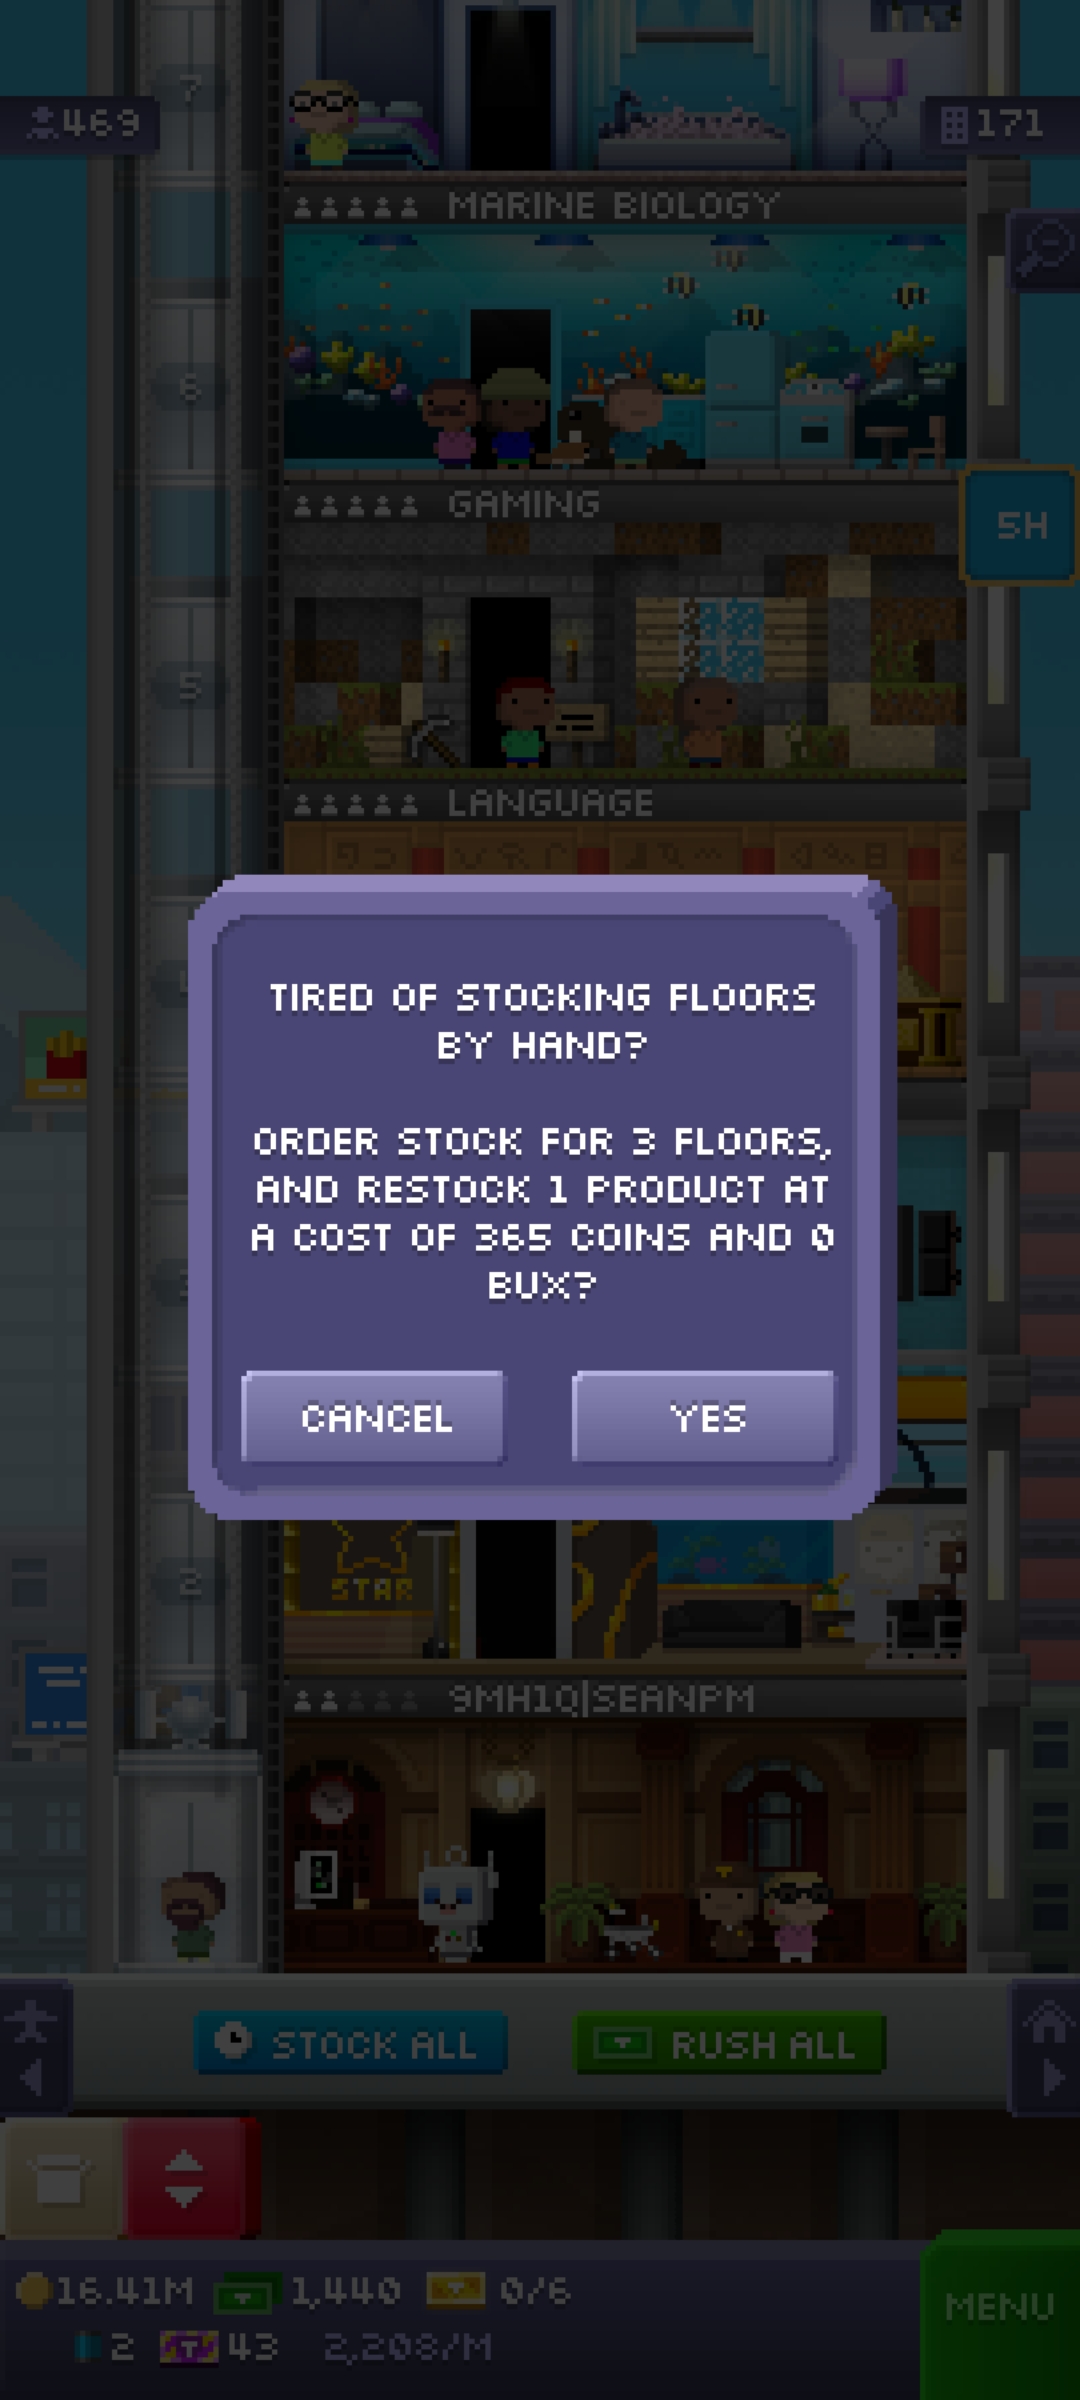 7
469
171
MARINE BIOLOGY
6
GAMING
5H
5
LANGUAGE
TIRED OF STOCKING FLOORS
BY HAND?
ORDER STOCK FOR 3 FLOORS,
AND RESTOCK 1 PRODUCT AT
A COST OF 365 COINS AND 0
BUX?
CANCEL
YES
2
STAR
9MH1Q|SEANPM
STOCK ALL
RUSH ALL
16.41M
1,440
0/6
MENU
2
43
2,208/M